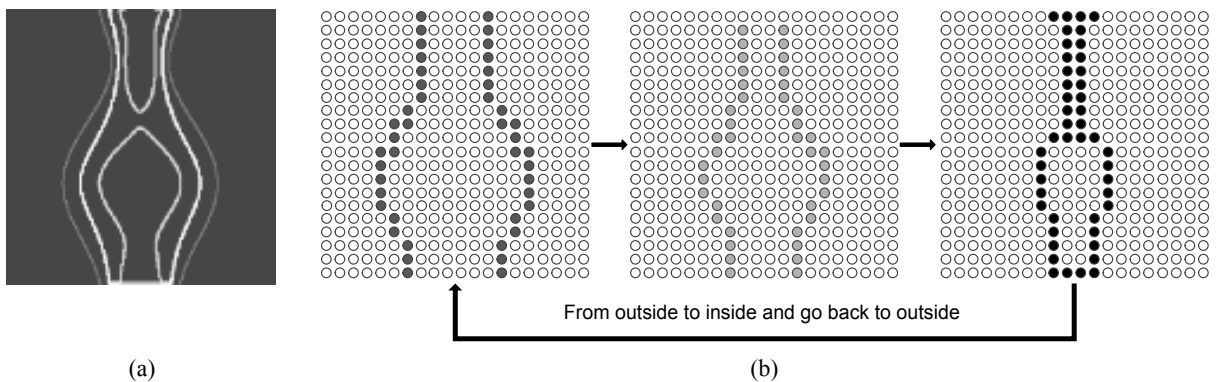 From outside to inside and go back to outside
(a)
(b)